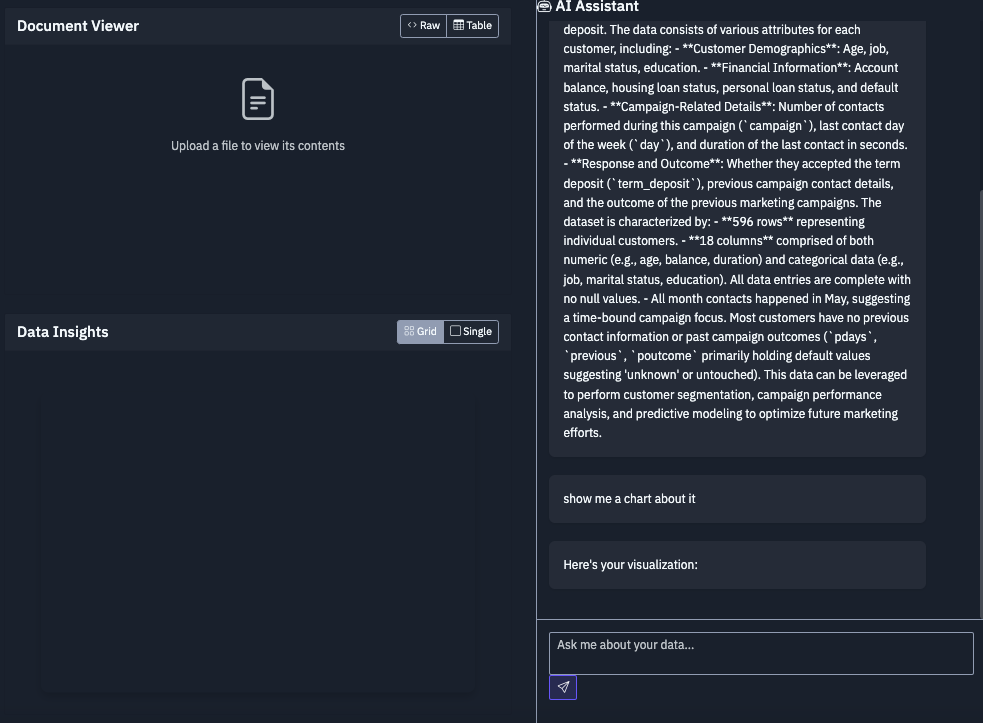 Document Viewer
Raw
Table
Upload a file to view its contents
Data Insights
Grid
Single
AI Assistant
deposit. The data consists of various attributes for each
customer, including: - **Customer Demographics**: Age, job,
marital status, education. - **Financial Information**: Account
balance, housing loan status, personal loan status, and default
status. - **Campaign-Related Details**: Number of contacts
performed during this campaign (`campaign`), last contact day
of the week (`day`), and duration of the last contact in seconds.
- **Response and Outcome**: Whether they accepted the term
deposit (`term_deposit`), previous campaign contact details,
and the outcome of the previous marketing campaigns. The
dataset is characterized by: - **596 rows** representing
individual customers. - **18 columns** comprised of both
numeric (e.g., age, balance, duration) and categorical data (e.g.,
job, marital status, education). All data entries are complete with
no null values. - All month contacts happened in May, suggesting
a time-bound campaign focus. Most customers have no previous
contact information or past campaign outcomes (`pdays`,
`previous`, `poutcome` primarily holding default values
suggesting 'unknown' or untouched). This data can be leveraged
to perform customer segmentation, campaign performance
analysis, and predictive modeling to optimize future marketing
efforts.
show me a chart about it
Here's your visualization:
Ask me about your data...